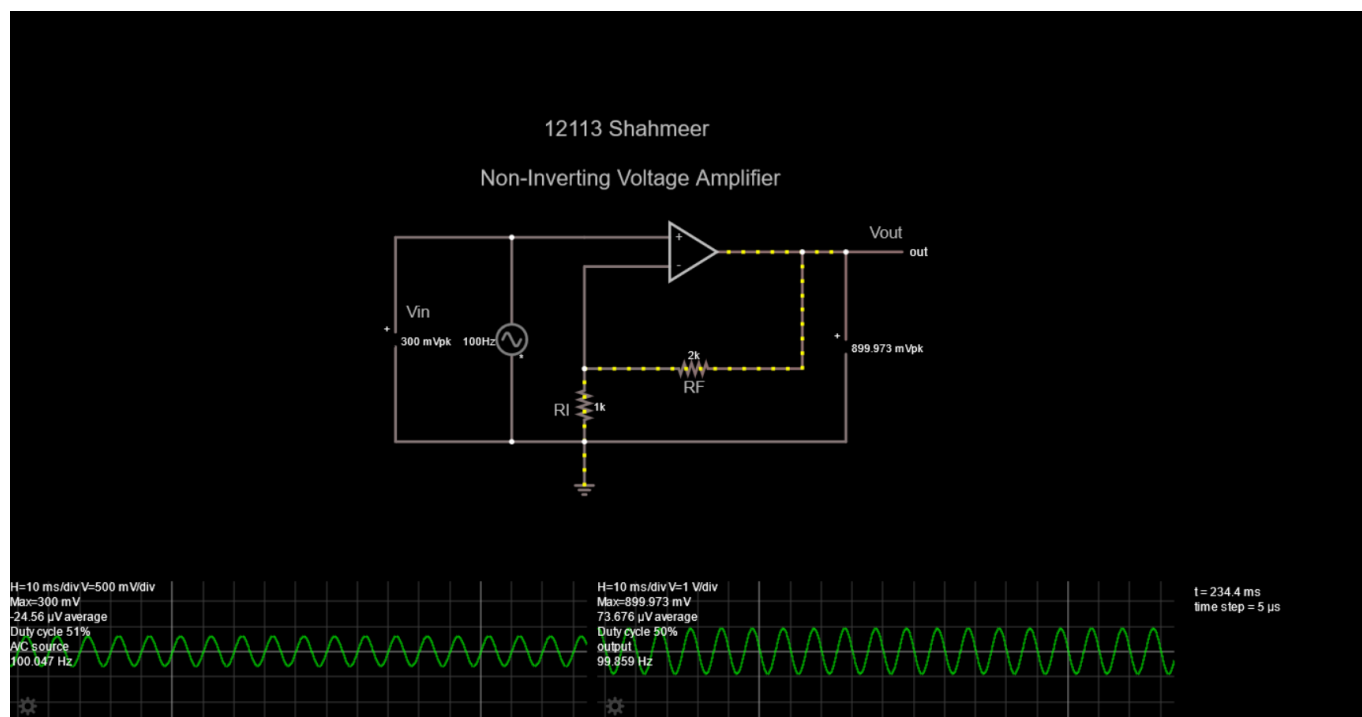 12113 Shahmeer
Non-Inverting Voltage Amplifier
+
-
Vout
out
Vin
+
300 mVpk
100Hz
+
899.973 mVpk
2k
RF
RI
1k
H=10 ms/div V=500 mV/div
Max=300 mV
-24.56 µV average
Duty cycle 51%
A/C source
100.047 Hz
H=10 ms/div V=1 V/div
Max=899.973 mV
73.676 µV average
Duty cycle 50%
output
99.859 Hz
t = 234.4 ms
time step = 5 µs